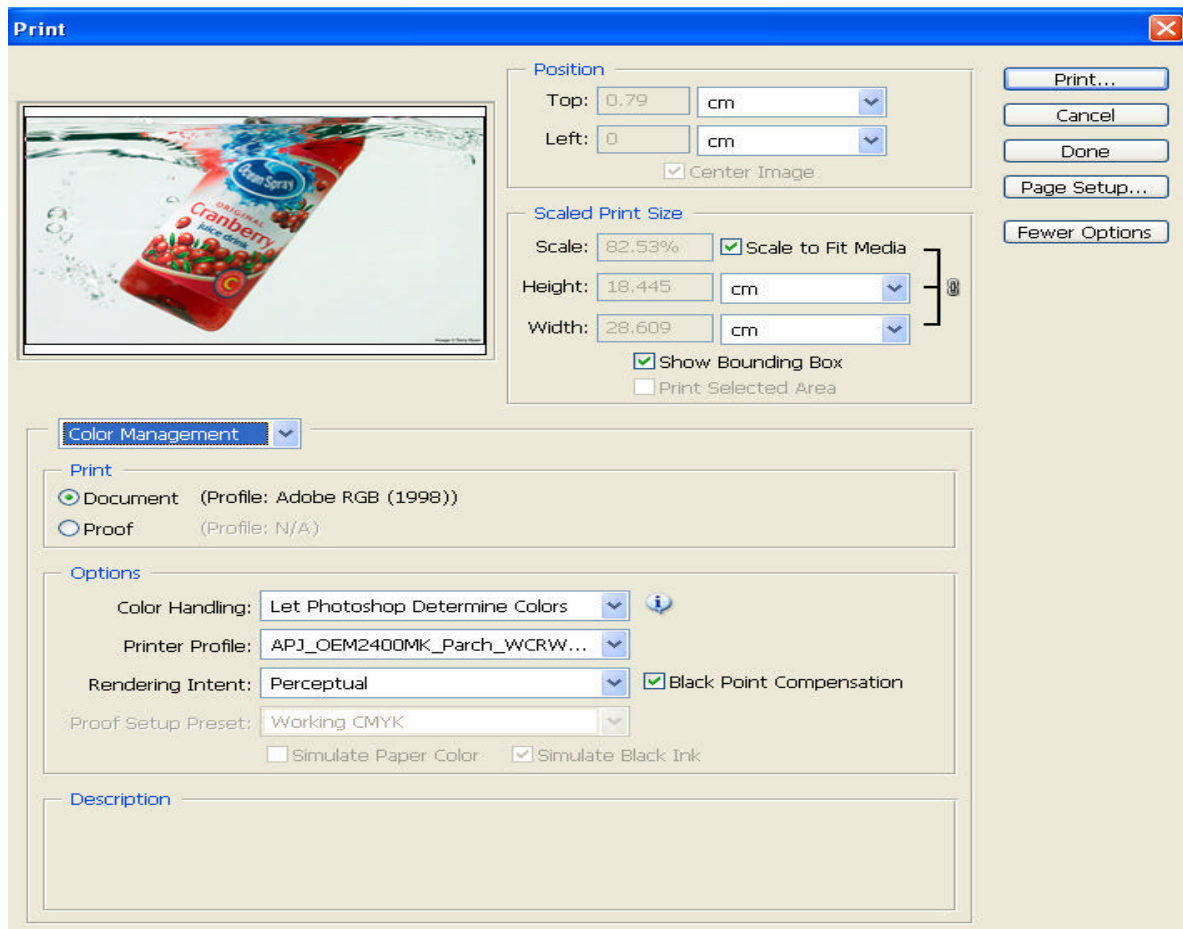 Print
Position
Print...
Top: 0.79 cm
Cancel
Left: 0 cm
Done
Center Image
Page Setup...
Ocean Spray
ORIGINAL
Cranberry
juice drink
C
Scaled Print Size
Fewer Options
Scale: 82.53% Scale to Fit Media
Height: 18.445 cm
Width: 28.609 cm
Show Bounding Box
Print Selected Area
Color Management
Print
Document (Profile: Adobe RGB (1998))
Proof (Profile: N/A)
Options
Color Handling: Let Photoshop Determine Colors
Printer Profile: APJ_OEM2400MK_Parch_WCRW...
Rendering Intent: Perceptual Black Point Compensation
Proof Setup Preset: Working CMYK
Simulate Paper Color Simulate Black Ink
Description